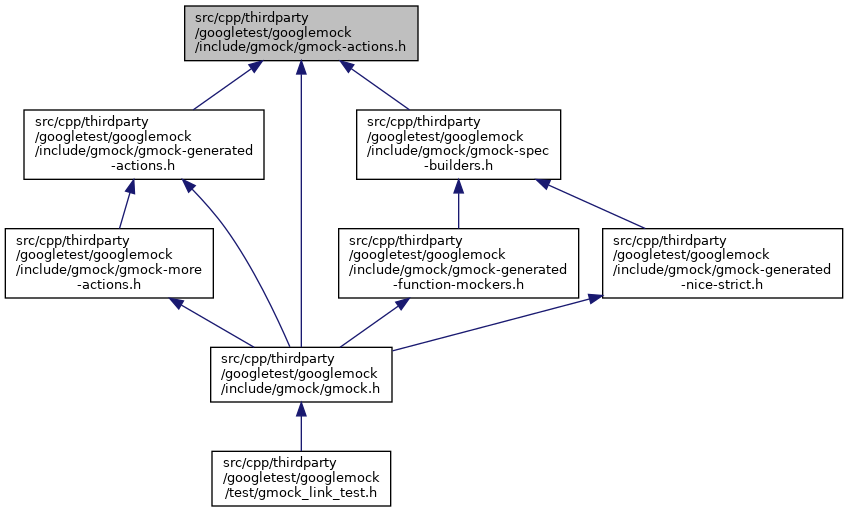 src/cpp/thirdparty
/googletest/googlemock
/include/gmock/gmock-actions.h
src/cpp/thirdparty
/googletest/googlemock
/include/gmock/gmock-generated
-actions.h
src/cpp/thirdparty
/googletest/googlemock
/include/gmock/gmock-spec
-builders.h
src/cpp/thirdparty
/googletest/googlemock
/include/gmock/gmock-more
-actions.h
src/cpp/thirdparty
/googletest/googlemock
/include/gmock/gmock-generated
-function-mockers.h
src/cpp/thirdparty
/googletest/googlemock
/include/gmock/gmock-generated
-nice-strict.h
src/cpp/thirdparty
/googletest/googlemock
/include/gmock/gmock.h
src/cpp/thirdparty
/googletest/googlemock
/test/gmock_link_test.h